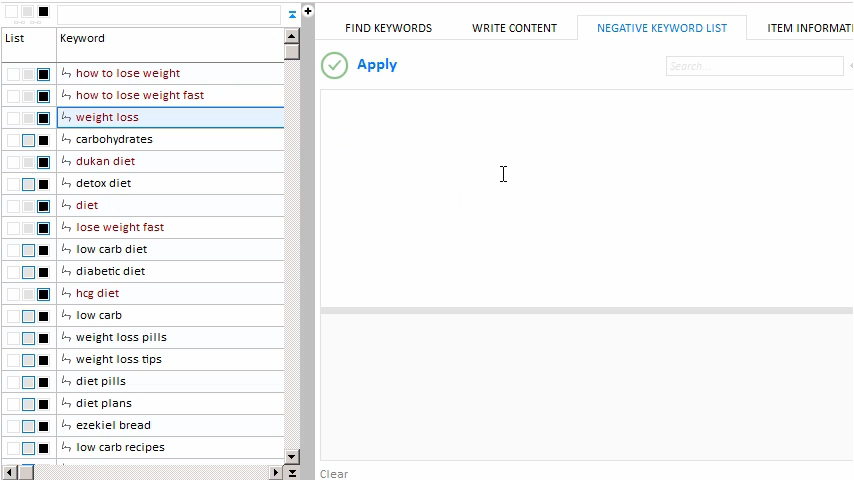 FIND KEYWORDS WRITE CONTENT NEGATIVE KEYWORD LIST ITEM INFORMATI
List Keyword
Apply Search...
how to lose weight
how to lose weight fast
weight loss
carbohydrates
dukan diet
detox diet
diet
lose weight fast
low carb diet
diabetic diet
hcg diet
low carb
weight loss pills
weight loss tips
diet pills
diet plans
ezekiel bread
low carb recipes
Clear